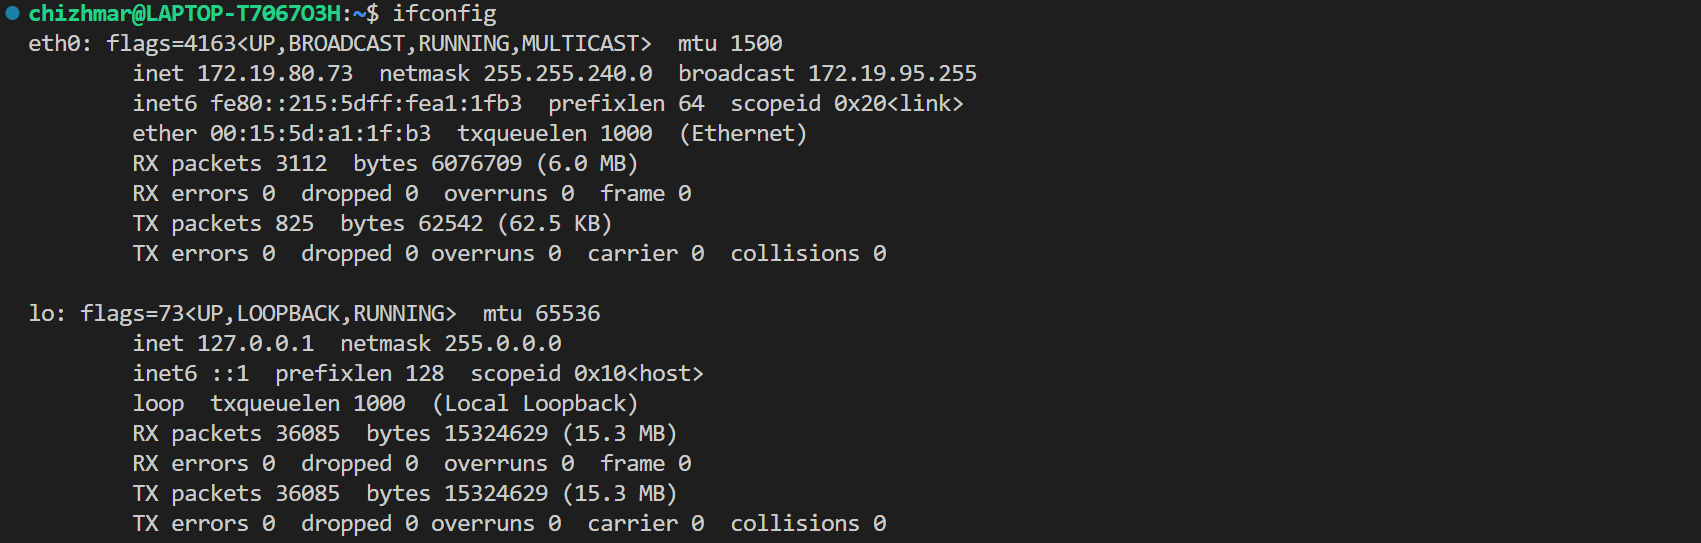 chizhmar@LAPTOP-T7067O3H:~$ ifconfig
eth0: flags=4163<UP,BROADCAST,RUNNING,MULTICAST>  mtu 1500
        inet 172.19.80.73  netmask 255.255.240.0  broadcast 172.19.95.255
        inet6 fe80::215:5dff:fea1:1fb3  prefixlen 64  scopeid 0x20<link>
        ether 00:15:5d:a1:1f:b3  txqueuelen 1000  (Ethernet)
        RX packets 3112  bytes 6076709 (6.0 MB)
        RX errors 0  dropped 0  overruns 0  frame 0
        TX packets 825  bytes 62542 (62.5 KB)
        TX errors 0  dropped 0 overruns 0  carrier 0  collisions 0

lo: flags=73<UP,LOOPBACK,RUNNING>  mtu 65536
        inet 127.0.0.1  netmask 255.0.0.0
        inet6 ::1  prefixlen 128  scopeid 0x10<host>
        loop  txqueuelen 1000  (Local Loopback)
        RX packets 36085  bytes 15324629 (15.3 MB)
        RX errors 0  dropped 0  overruns 0  frame 0
        TX packets 36085  bytes 15324629 (15.3 MB)
        TX errors 0  dropped 0 overruns 0  carrier 0  collisions 0